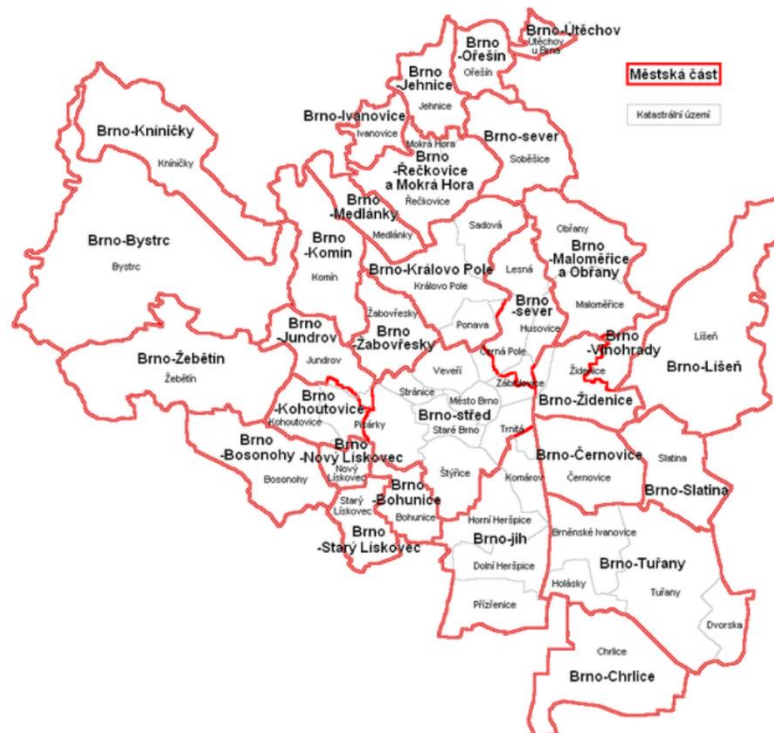 Brno-Útěchov
Útěchov
u Brna
Brno
-Ořešín
Ořešín
Městská část
Katastrální území
Brno
-Jehnice
Jehnice
Brno-Ivanovice
Ivanovice
Mokrá Hora
Brno-Kníničky
Kníničky
Brno-sever
Soběšice
Brno
-Řečkovice
a Mokrá Hora
Řečkovice
Brno
-Medlánky
Medlánky
Sadová
Obřany
Brno
-Maloměřice
a Obřany
Maloměřice
Brno-Bystrc
Bystrc
Brno
-Komín
Komín
Brno-Královo Pole
Královo Pole
Lesná
Brno
-sever
Husovice
Žabovřesky
Brno
-Žabovřesky
Ponava
Černá Pole
Brno
-Jundrov
Jundrov
Brno
-Vinohrady
Židenice
Líšeň
Brno-Líšeň
Brno-Žebětín
Žebětín
Veveří
Zábrdovice
Stránice
Město Brno
Brno-Židenice
Brno
-Kohoutovice
Kohoutovice
Pisárky
Brno-střed
Staré Brno
Trnitá
Brno
-Bosonohy
Bosonohy
Brno
-Nový Lískovec
Nový
Lískovec
Štýřice
Komárov
Brno-Černovice
Černovice
Slatina
Brno-Slatina
Starý
Lískovec
Brno
-Bohunice
Bohunice
Brno
-Starý Lískovec
Horní Heršpice
Brno-jih
Dolní Heršpice
Přízřenice
Brněnské Ivanovice
Brno-Tuřany
Holásky
Tuřany
Dvorska
Chrlice
Brno-Chrlice